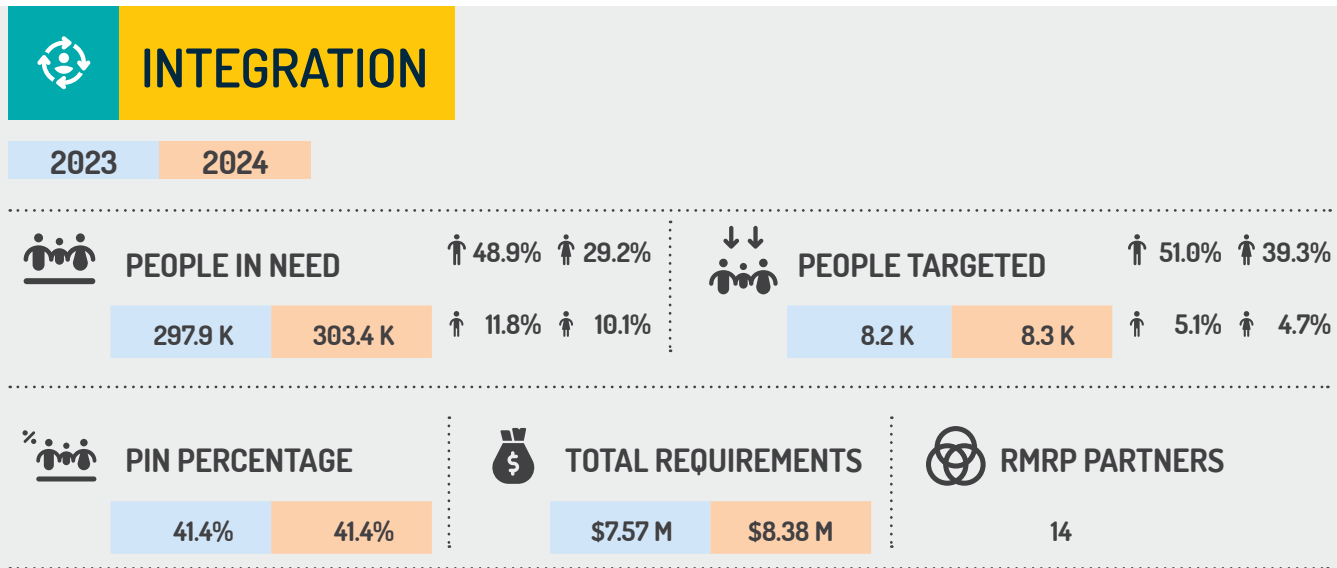 INTEGRATION
2023 2024
PEOPLE IN NEED
48.9% 29.2%
297.9 K 303.4 K
11.8% 10.1%
PEOPLE TARGETED
51.0% 39.3%
8.2 K 8.3 K
5.1% 4.7%
% PIN PERCENTAGE
41.4% 41.4%
$ TOTAL REQUIREMENTS
$7.57 M $8.38 M
RMRP PARTNERS
14